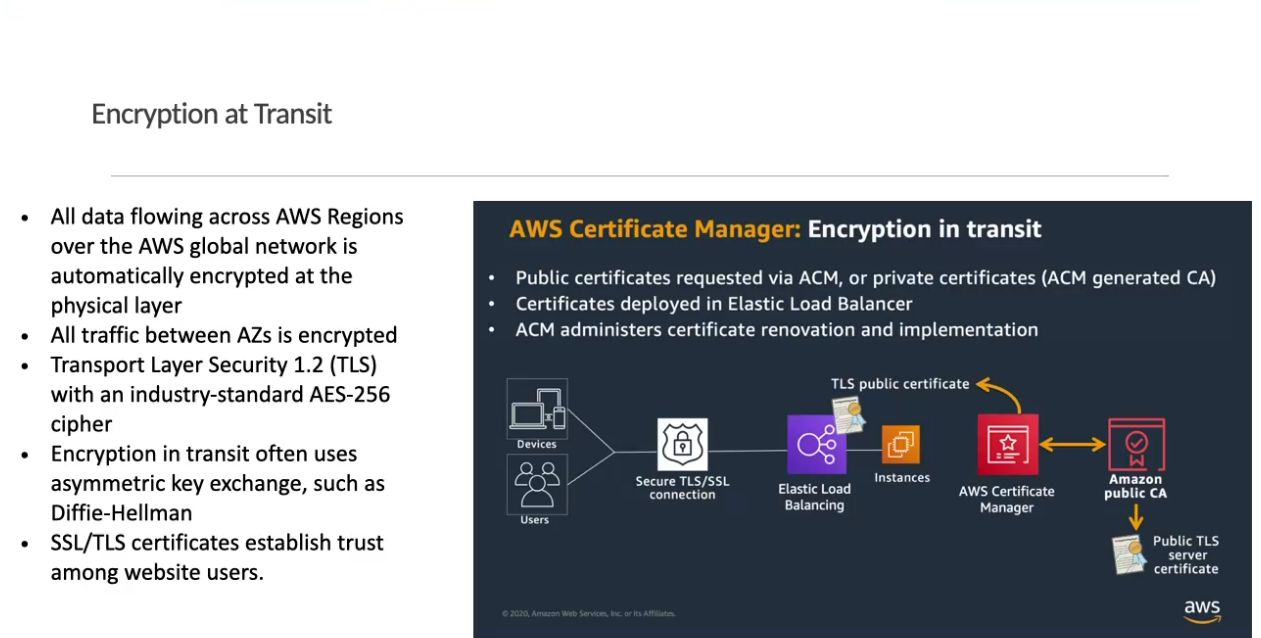 Encryption at Transit
• All data flowing across AWS Regions
over the AWS global network is
automatically encrypted at the
physical layer
• All traffic between AZs is encrypted
• Transport Layer Security 1.2 (TLS)
with an industry-standard AES-256
cipher
• Encryption in transit often uses
asymmetric key exchange, such as
Diffie-Hellman
• SSL/TLS certificates establish trust
among website users.
AWS Certificate Manager: Encryption in transit
• Public certificates requested via ACM, or private certificates (ACM generated CA)
• Certificates deployed in Elastic Load Balancer
• ACM administers certificate renovation and implementation
TLS public certificate
Devices
Users
Secure TLS/SSL
connection
Elastic Load
Balancing
Instances
AWS Certificate
Manager
Amazon
public CA
Public TLS
server
certificate
© 2020, Amazon Web Services, Inc. or its Affiliates.
aws